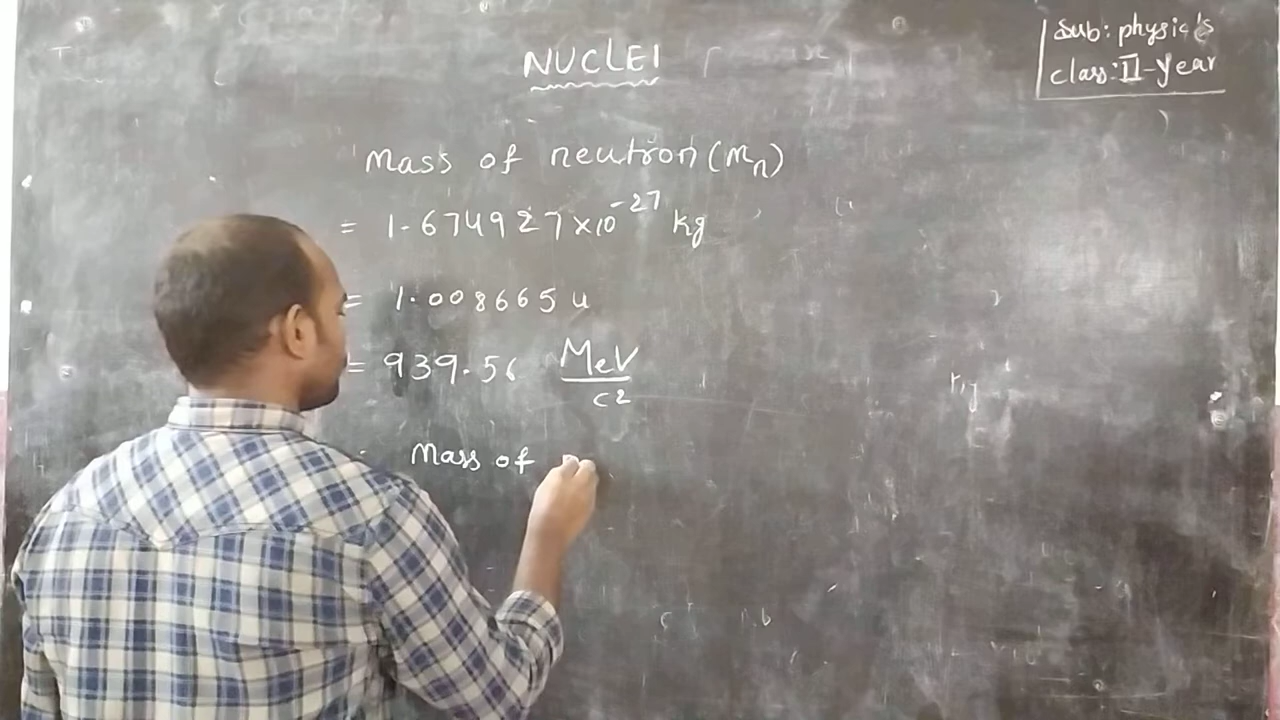 NUCLEI
Sub: physic's
class: II-year
Mass of neutron (mn)
= 1.674927×10-27 kg
= 1.008665 u
= 939.56 MeV
c2
Mass of